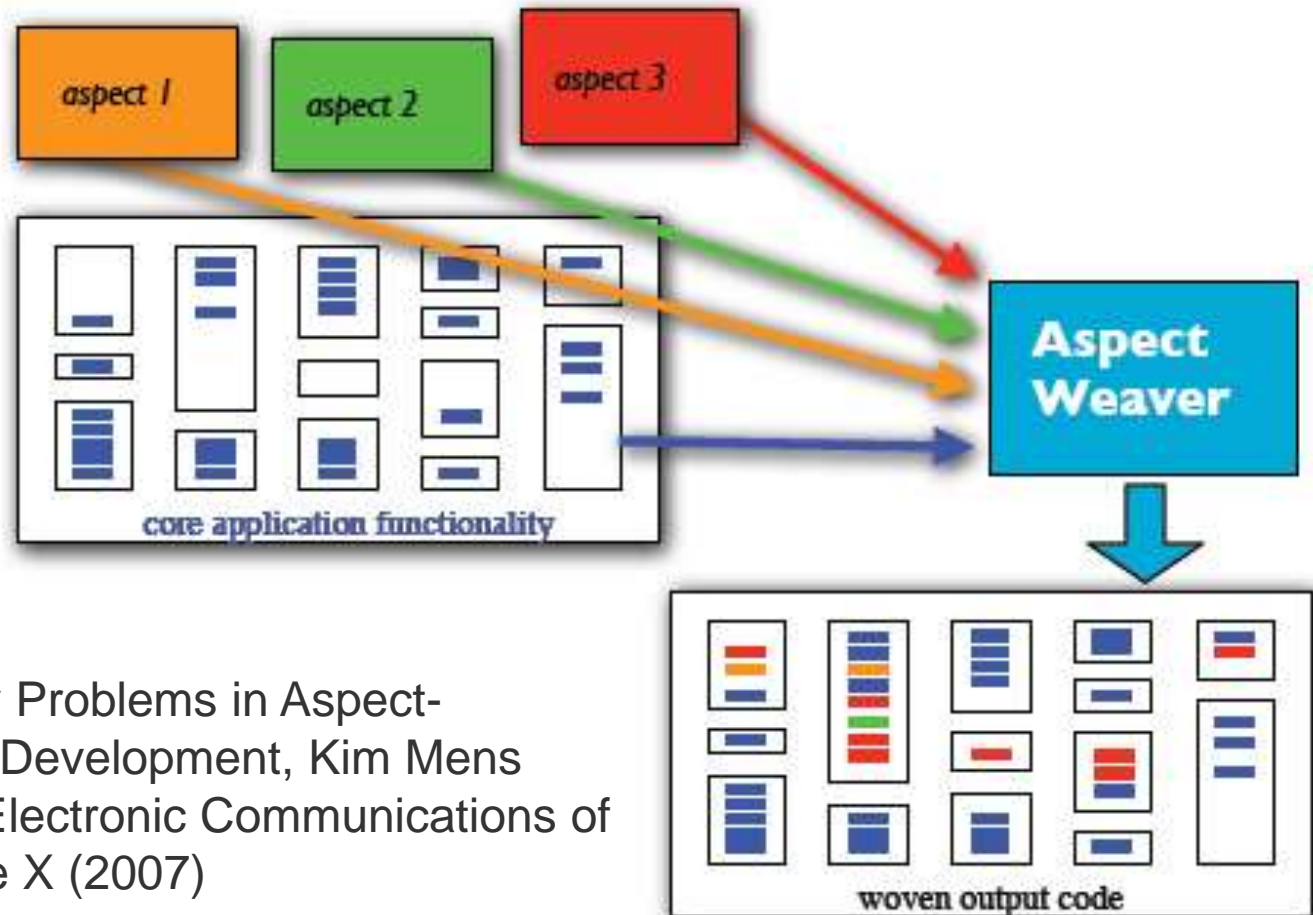 aspect 1
aspect 2
aspect 3
core application functionality
Aspect
Weaver
Problems in Aspect-
Development, Kim Mens
Electronic Communications of
X (2007)
woven output code